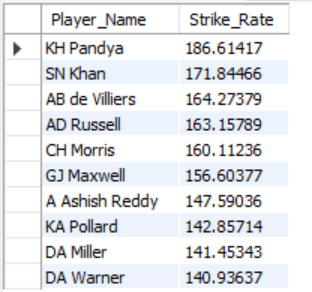 Player_Name Strike_Rate
KH Pandya 186.61417
SN Khan 171.84466
AB de Villiers 164.27379
AD Russell 163.15789
CH Morris 160.11236
GJ Maxwell 156.60377
A Ashish Reddy 147.59036
KA Pollard 142.85714
DA Miller 141.45343
DA Warner 140.93637